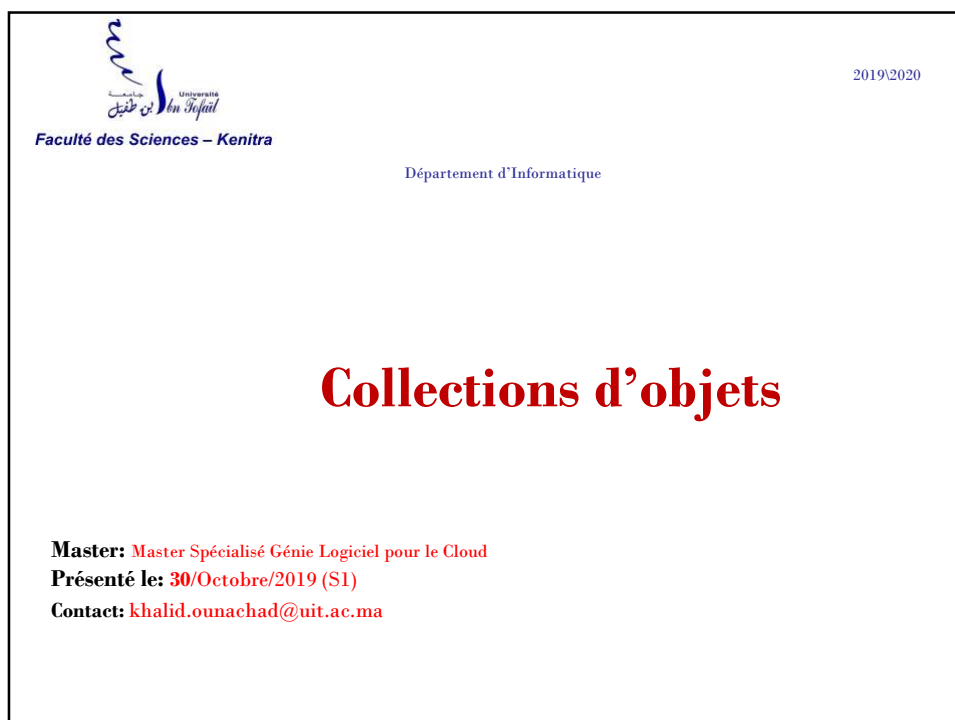 2019\2020
جامعة
Université
ابن طفيل Ibn Tofaïl
Faculté des Sciences – Kenitra
Département d’Informatique
Collections d’objets
Master: Master Spécialisé Génie Logiciel pour le Cloud
Présenté le: 30/Octobre/2019 (S1)
Contact: khalid.ounachad@uit.ac.ma